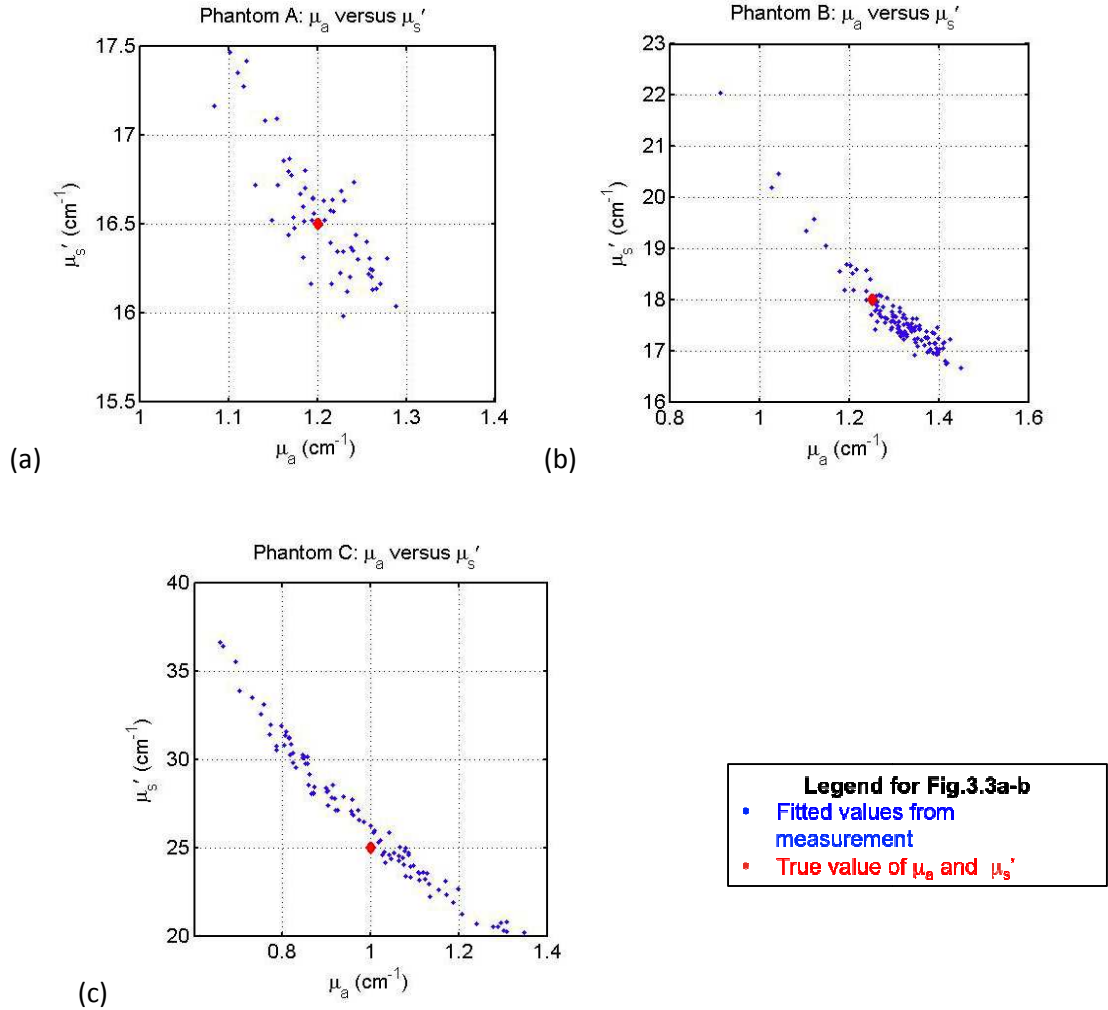 Phantom A: μa versus μs′
17.5
17
16.5
16
15.5
μs′ (cm-1)
1 1.1 1.2 1.3 1.4
μa (cm-1)
(a)
Phantom B: μa versus μs′
23
22
21
20
19
18
17
16
μs′ (cm-1)
0.8 1 1.2 1.4 1.6
μa (cm-1)
(b)
Phantom C: μa versus μs′
40
35
30
25
20
μs′ (cm-1)
0.8 1 1.2 1.4
μa (cm-1)
(c)
Legend for Fig.3.3a-b
• Fitted values from
measurement
• True value of μa and μs′